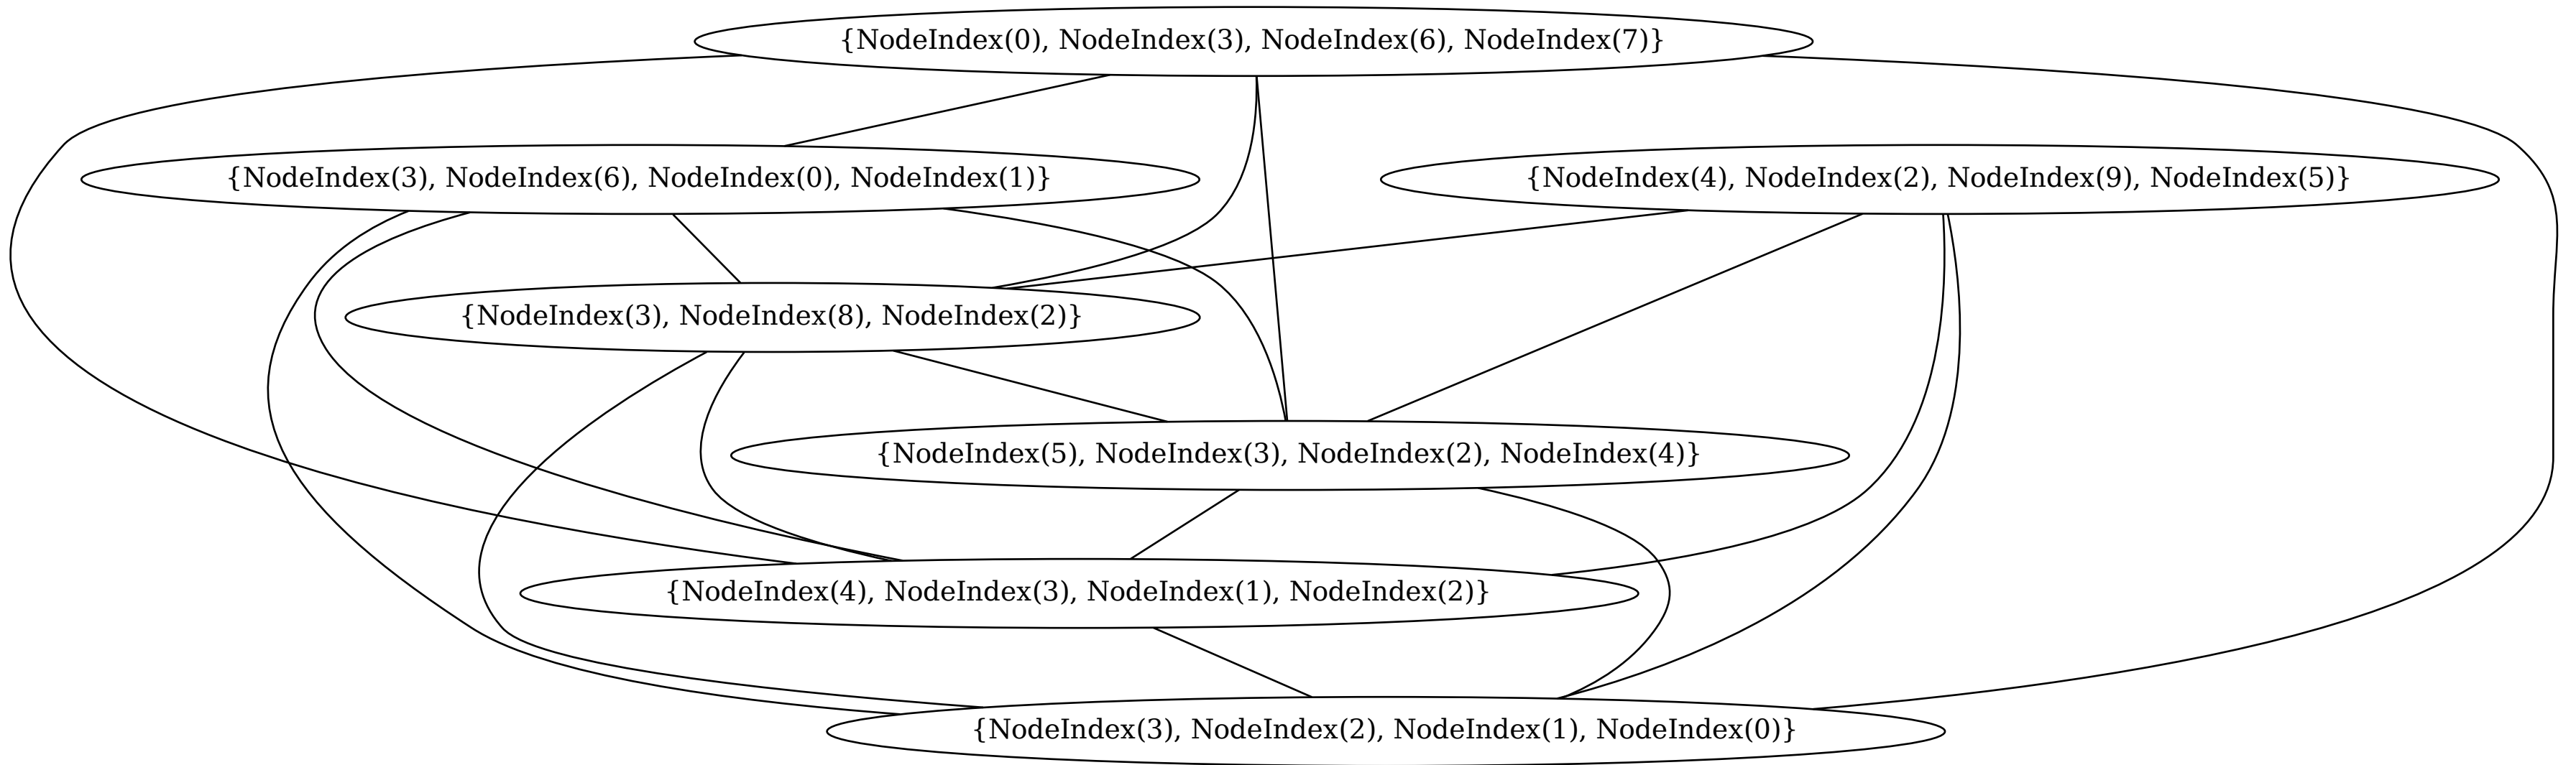 {NodeIndex(0), NodeIndex(3), NodeIndex(6), NodeIndex(7)}
{NodeIndex(3), NodeIndex(6), NodeIndex(0), NodeIndex(1)}
{NodeIndex(4), NodeIndex(2), NodeIndex(9), NodeIndex(5)}
{NodeIndex(3), NodeIndex(8), NodeIndex(2)}
{NodeIndex(5), NodeIndex(3), NodeIndex(2), NodeIndex(4)}
{NodeIndex(4), NodeIndex(3), NodeIndex(1), NodeIndex(2)}
{NodeIndex(3), NodeIndex(2), NodeIndex(1), NodeIndex(0)}